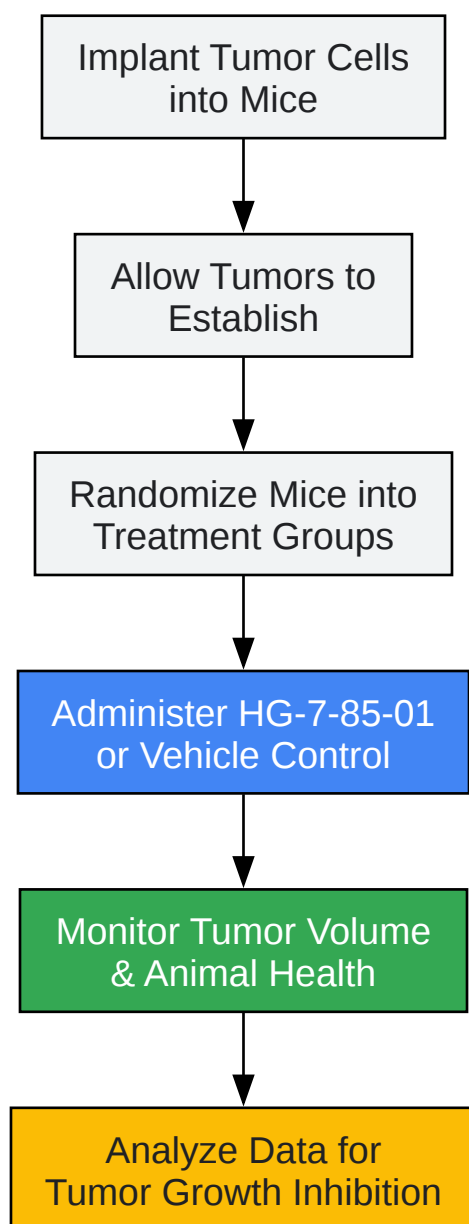 Implant Tumor Cells
into Mice
Allow Tumors to
Establish
Randomize Mice into
Treatment Groups
Administer HG-7-85-01
or Vehicle Control
Monitor Tumor Volume
& Animal Health
Analyze Data for
Tumor Growth Inhibition